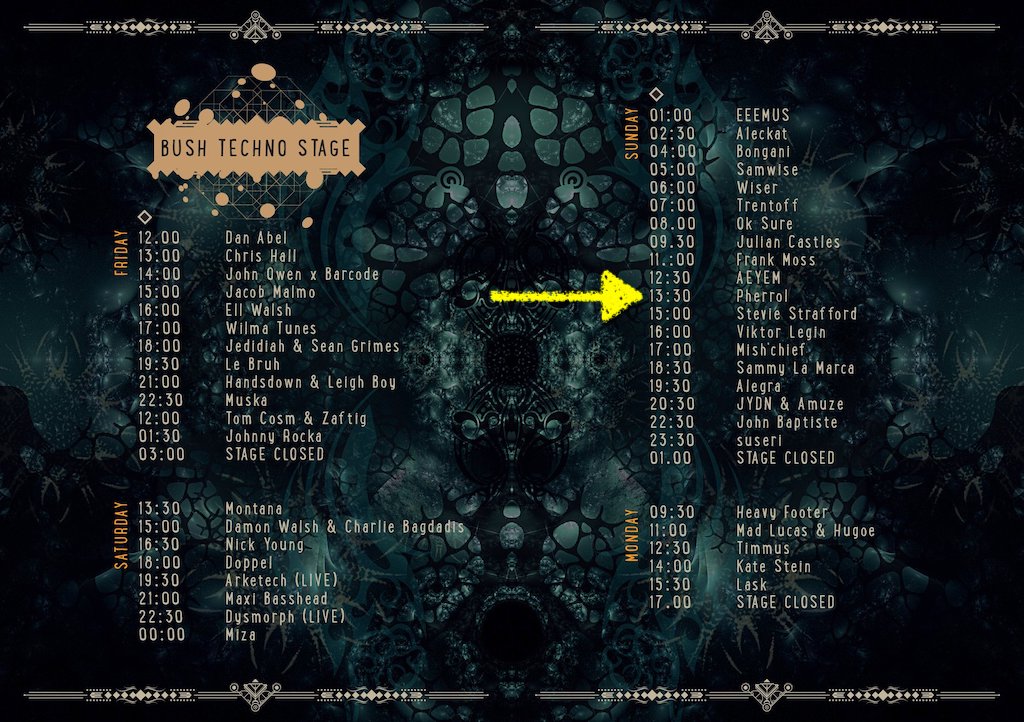 BUSH TECHNO STAGE
FRIDAY
12.00 Dan Abel
13:00 Chris Hall
14:00 John Owen x Barcode
15:00 Jacob Malmo
16:00 Ell Walsh
17:00 Wilma Tunes
18:00 Jedidiah & Sean Grimes
19:30 Le Bruh
21:00 Handsdown & Leigh Boy
22:30 Muska
12:00 Tom Cosm & Zaftig
01:30 Johnny Rocka
03:00 STAGE CLOSED
SATURDAY
13:30 Montana
15:00 Damon Walsh & Charlie Bagdadis
16:30 Nick Young
18:00 Doppel
19:30 Arketech (LIVE)
21:00 Maxi Basshead
22:30 Dysmorph (LIVE)
00:00 Miza
SUNDAY
01:00 EEEMUS
02:30 Aleckat
04:00 Bongani
05:00 Samwise
06:00 Wiser
07:00 Trentoff
08.00 Ok Sure
09.30 Julian Castles
11.:00 Frank Moss
12:30 AEYEM
13:30 Pherrol
15:00 Stevie Strafford
16:00 Viktor Legin
17:00 Mish'chief
18:30 Sammy La Marca
19:30 Alegra
20:30 JYDN & Amuze
22:30 John Baptiste
23:30 suseri
01.00 STAGE CLOSED
MONDAY
09:30 Heavy Footer
11:00 Mad Lucas & Hugoe
12:30 Timmus
14:00 Kate Stein
15:30 Lask
17.00 STAGE CLOSED